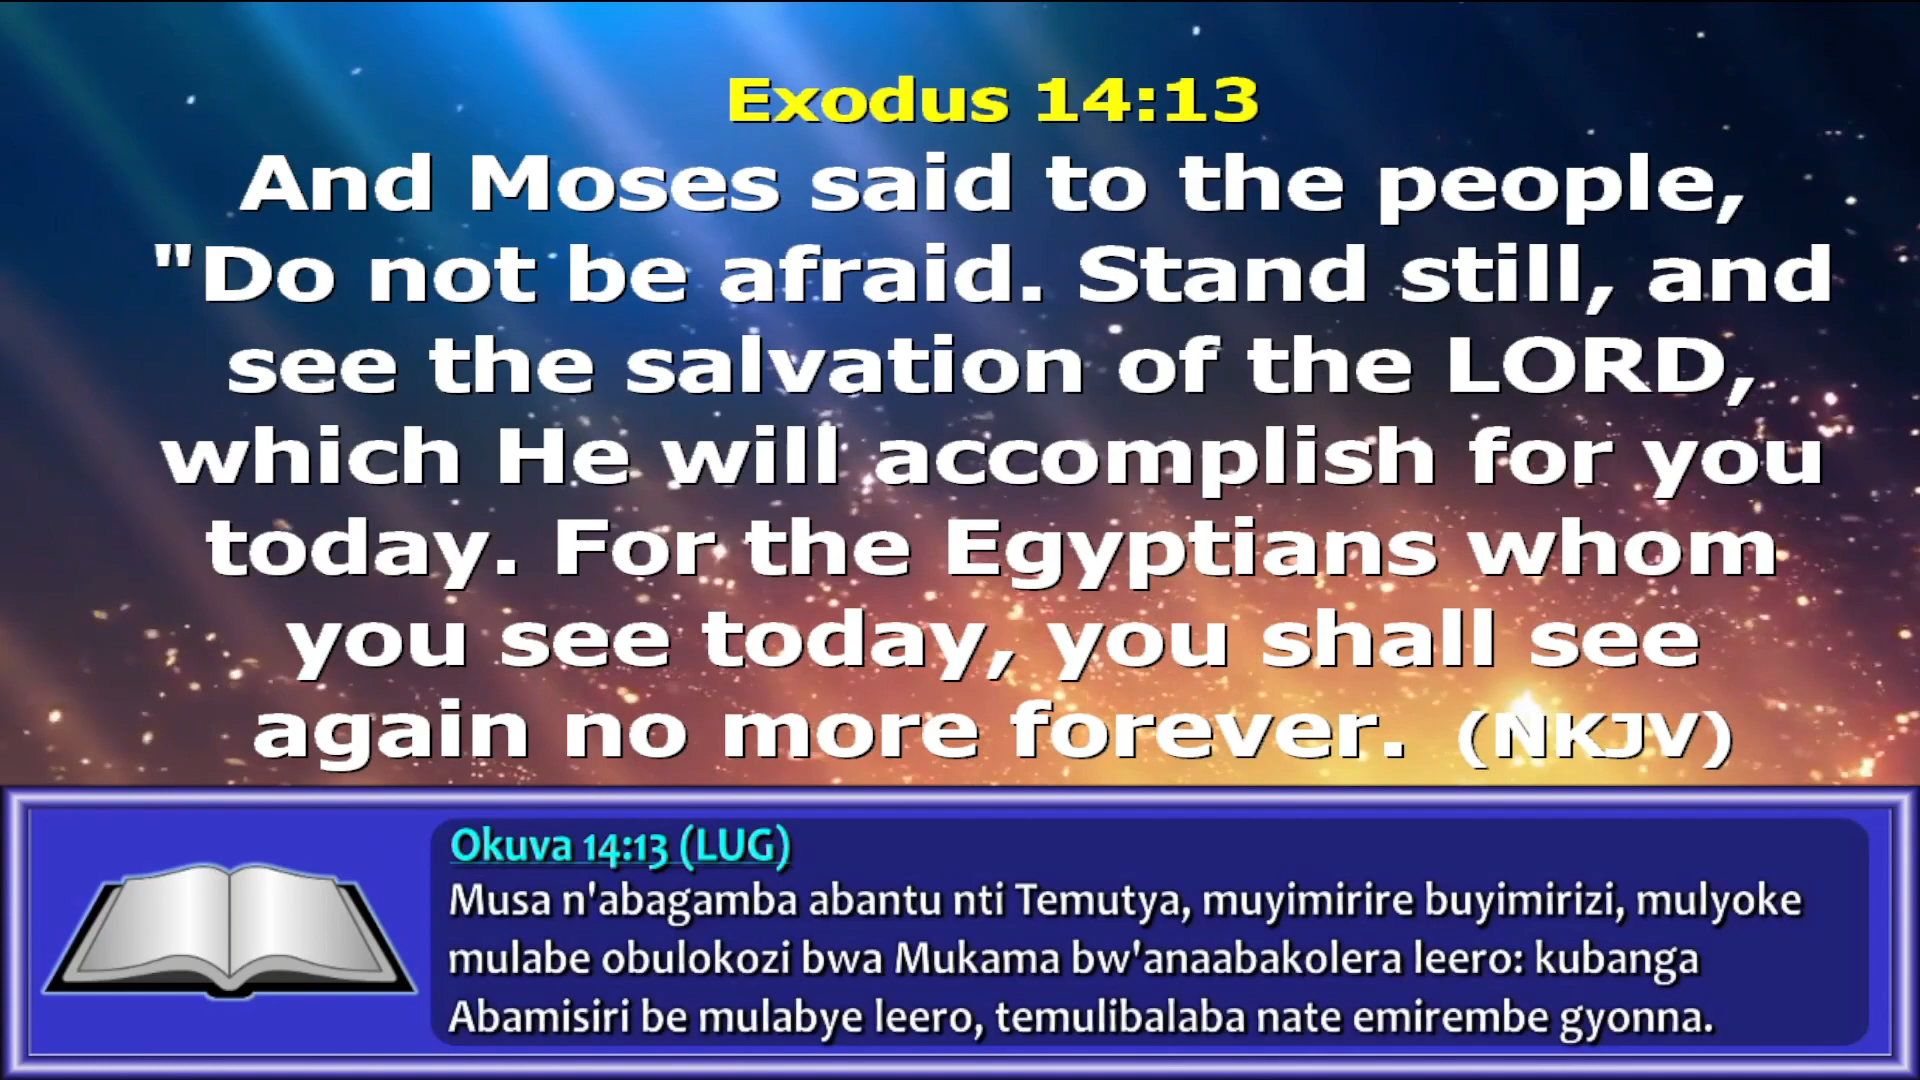 Exodus 14:13
And Moses said to the people,
"Do not be afraid. Stand still, and
see the salvation of the LORD,
which He will accomplish for you
today. For the Egyptians whom
you see today, you shall see
again no more forever. (NKJV)
Okuva 14:13 (LUG)
Musa n'abagamba abantu nti Temutya, muyimirire buyimirizi, mulyoke
mulabe obulokozi bwa Mukama bw'anaabakolera leero: kubanga
Abamisiri be mulabye leero, temulibalaba nate emirembe gyonna.